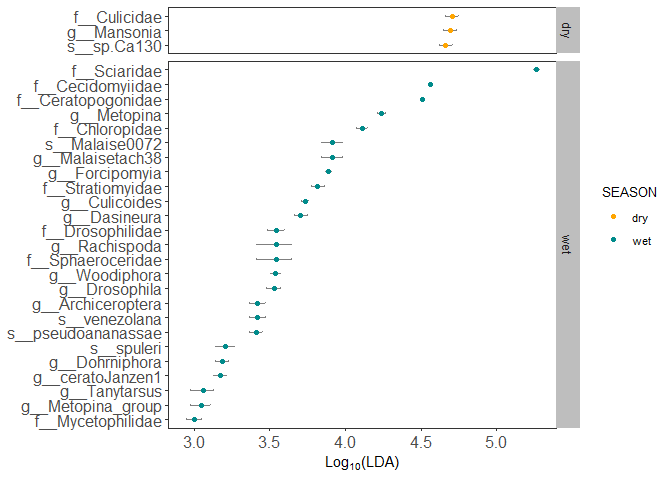 f__Culicidae
g__Mansonia
s__sp.Ca130
dry
f__Sciaridae
f__Cecidomyiidae
f__Ceratopogonidae
g__Metopina
f__Chloropidae
s__Malaise0072
g__Malaisetach38
g__Forcipomyia
f__Stratiomyidae
g__Culicoides
g__Dasineura
f__Drosophilidae
g__Rachispoda
f__Sphaeroceridae
g__Woodiphora
g__Drosophila
g__Archiceroptera
s__venezolana
s__pseudoananassae
s__spuleri
g__Dohrniphora
g__ceratoJanzen1
g__Tanytarsus
g__Metopina_group
f__Mycetophilidae
wet
3.0 3.5 4.0 4.5 5.0
Log10(LDA)
SEASON
dry
wet